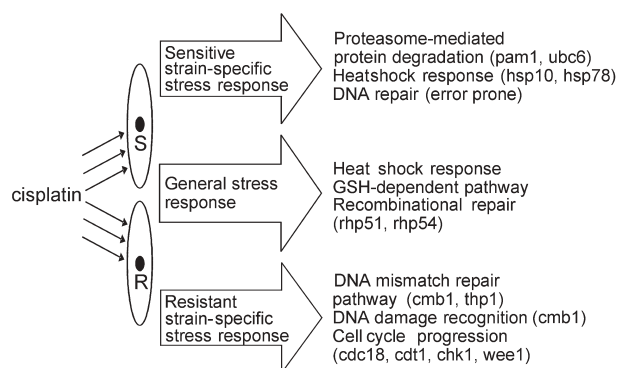 cisplatin
S
R
Sensitive
strain-specific
stress response
Proteasome-mediated
protein degradation (pam1, ubc6)
Heatshock response (hsp10, hsp78)
DNA repair (error prone)
General stress
response
Heat shock response
GSH-dependent pathway
Recombinational repair
(rhp51, rhp54)
Resistant
strain-specific
stress response
DNA mismatch repair
pathway (cmb1, thp1)
DNA damage recognition (cmb1)
Cell cycle progression
(cdc18, cdt1, chk1, wee1)